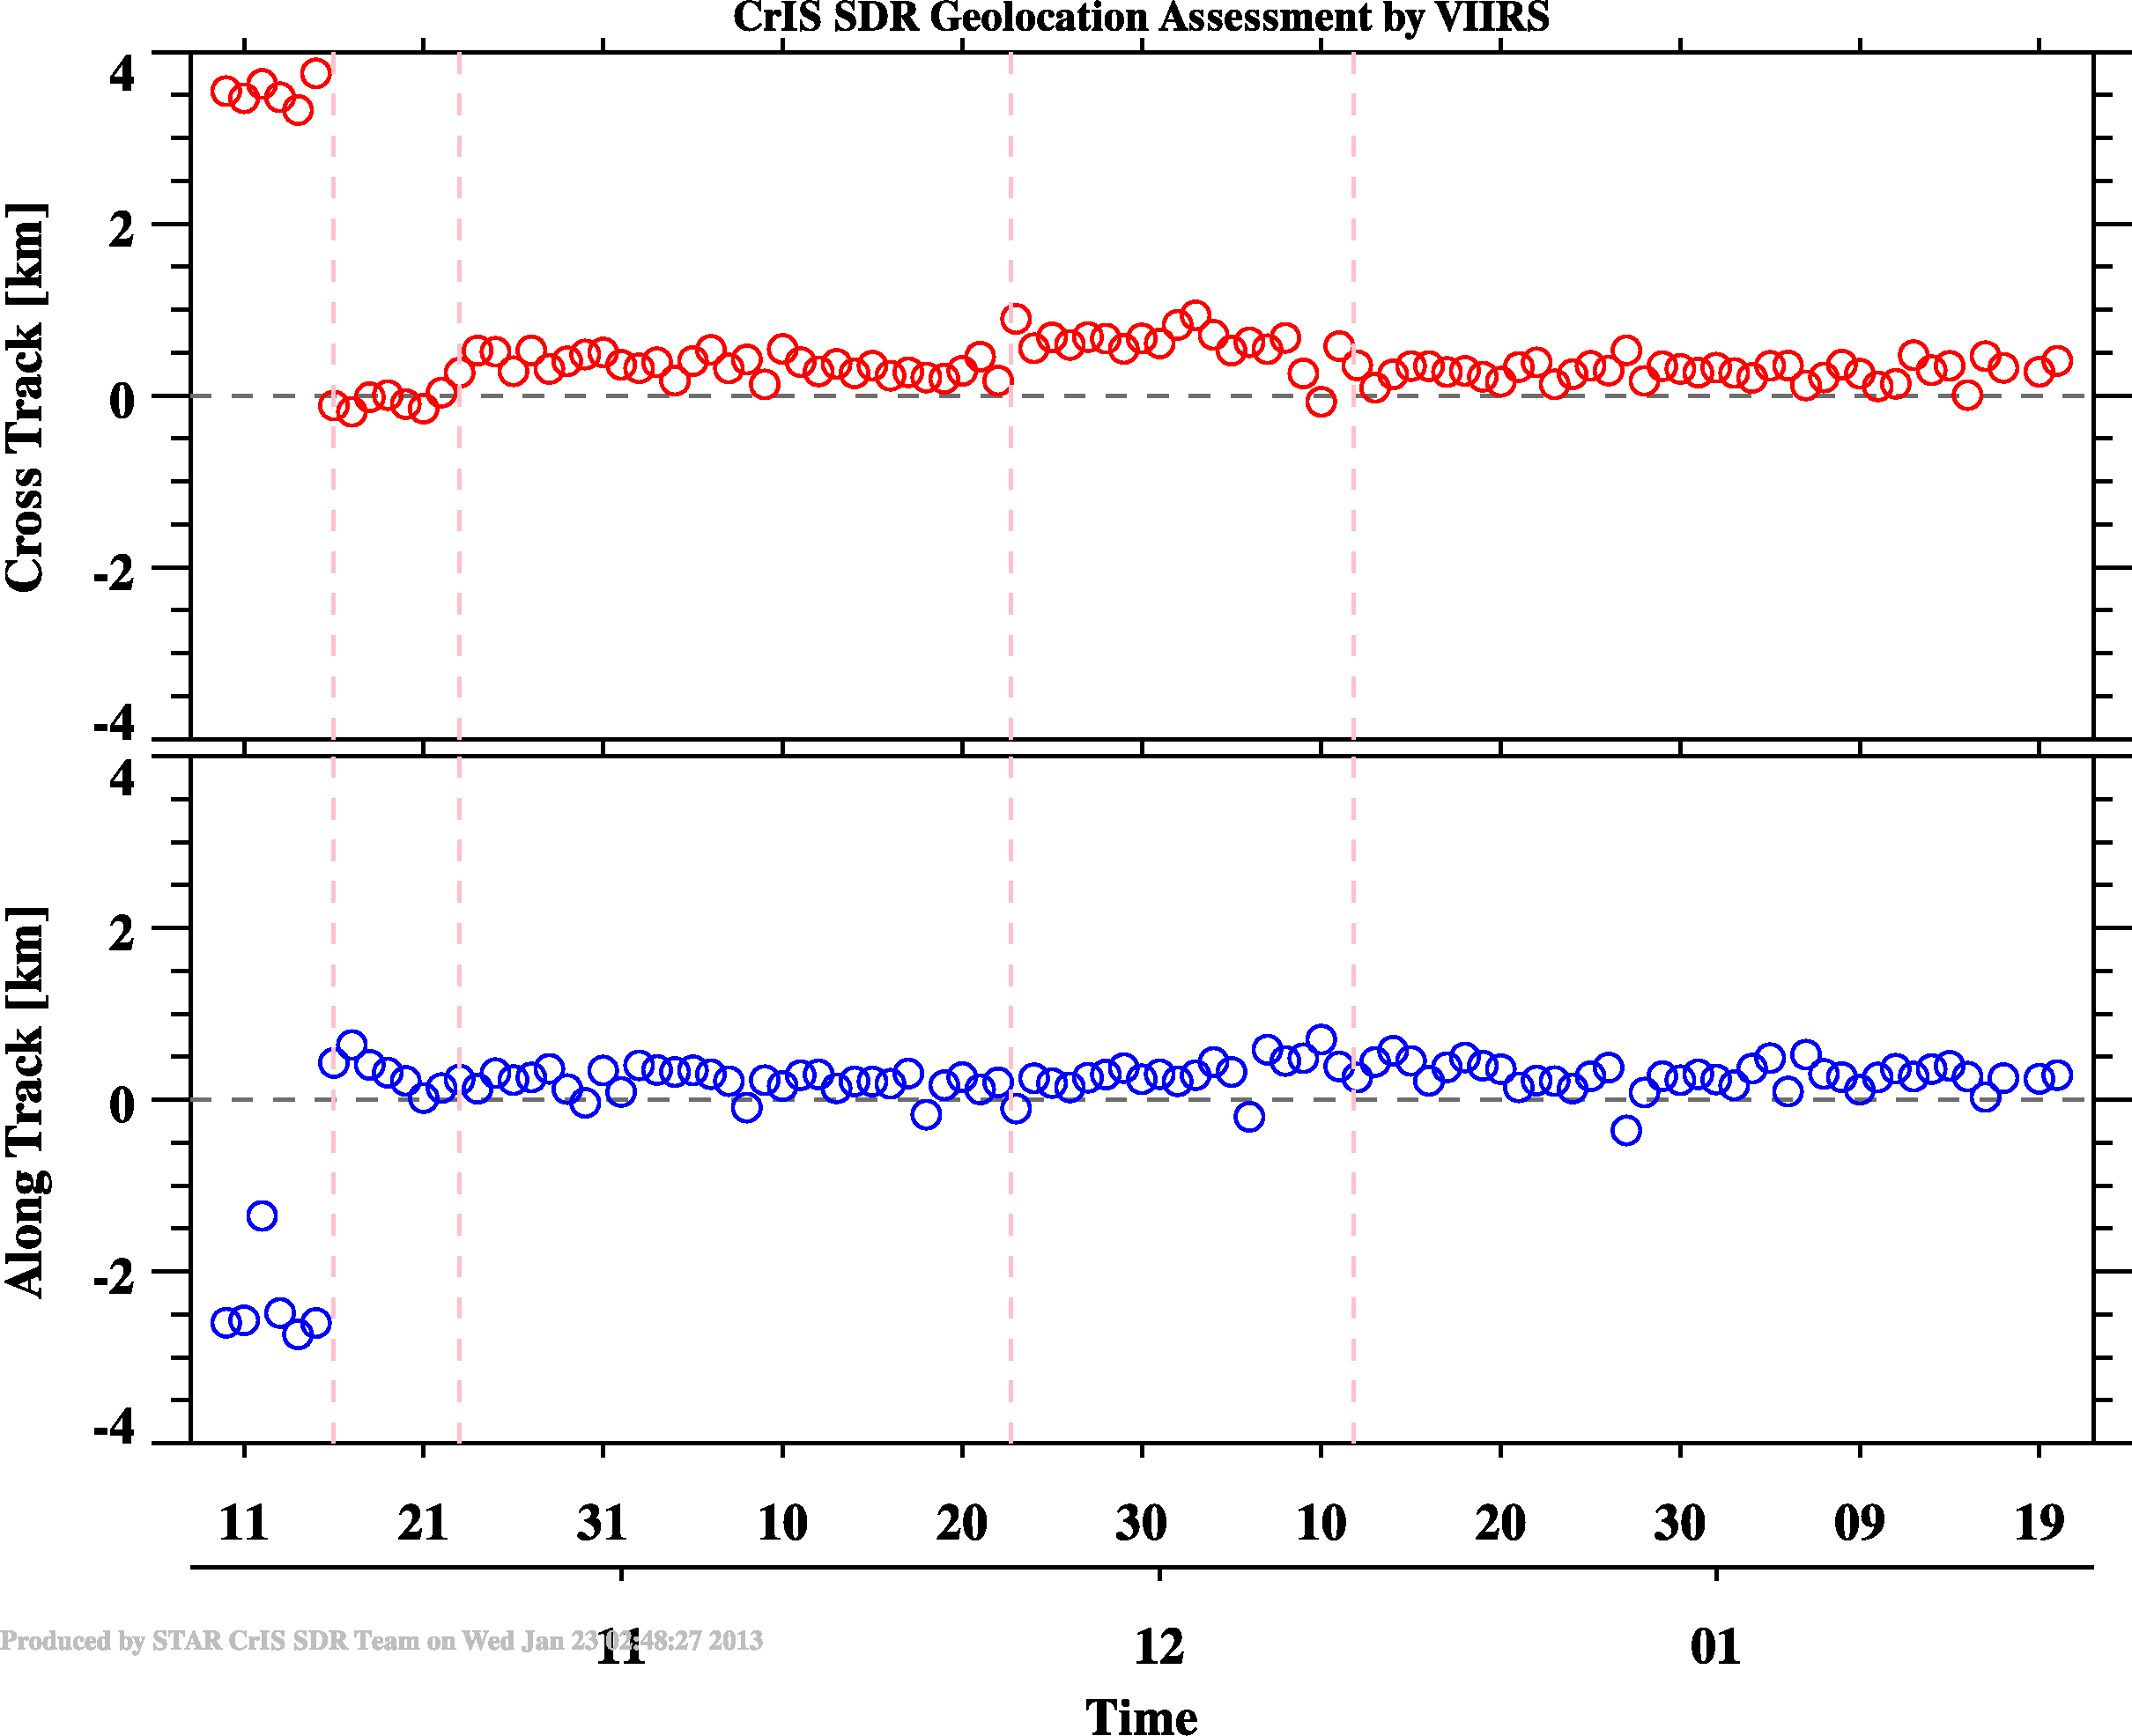 CrIS SDR Geolocation Assessment by VIIRS
4
2
0
-2
-4
Cross Track [km]
4
2
0
-2
-4
Along Track [km]
11 21 31 10 20 30 10 20 30 09 19
11 12 01
Produced by STAR CrIS SDR Team on Wed Jan 23 02:48:27 2013
Time